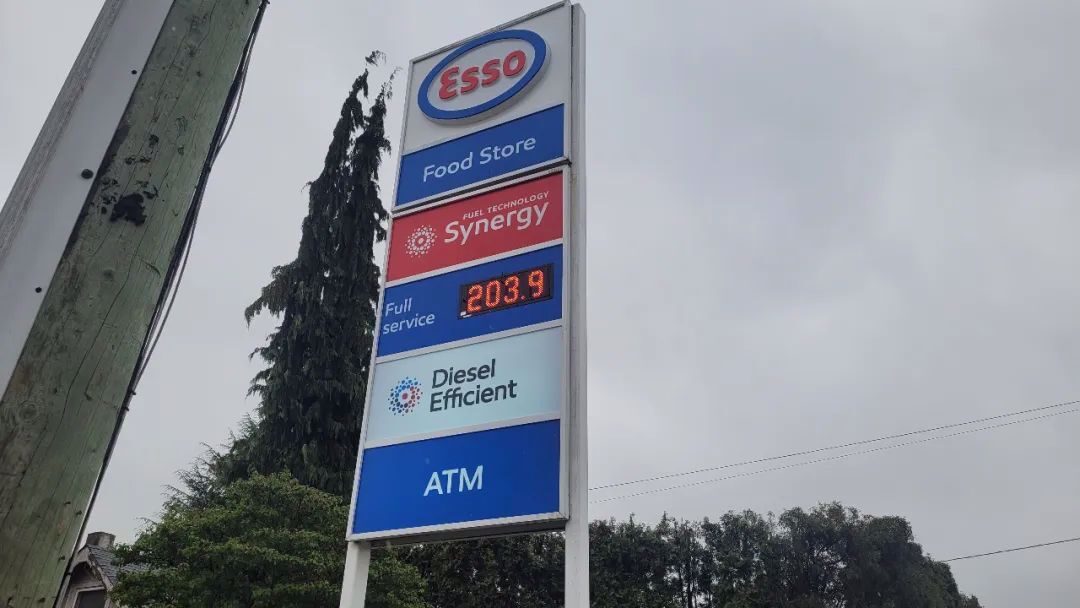 Esso
Food Store
FUEL TECHNOLOGY
Synergy
Full
service
203.9
Diesel
Efficient
ATM